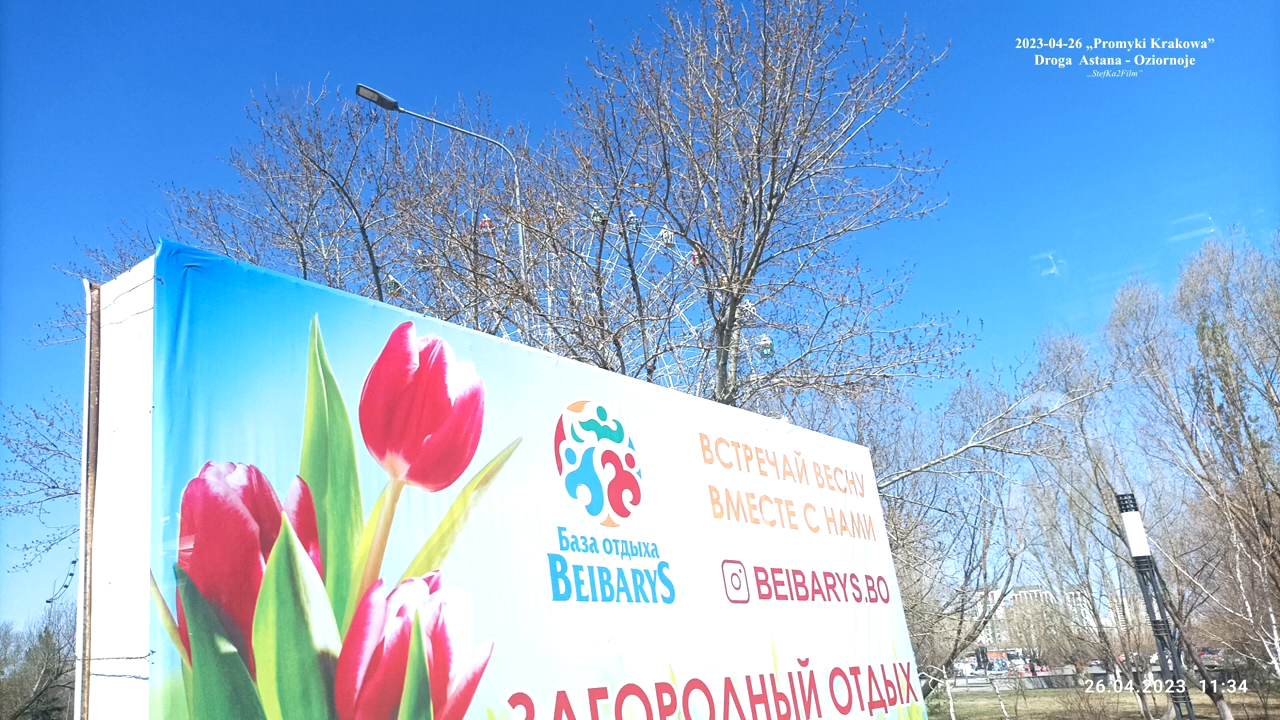 2023-04-26 „Promyki Krakowa”
Droga Astana - Oziornoje
„StefKa2Film”
ВСТРЕЧАЙ ВЕСНУ
ВМЕСТЕ С НАМИ
База отдыха
BEIBARYS
BEIBARYS.BO
ЗАГОРОДНЫЙ ОТДЫХ
26.04.2023 11:34